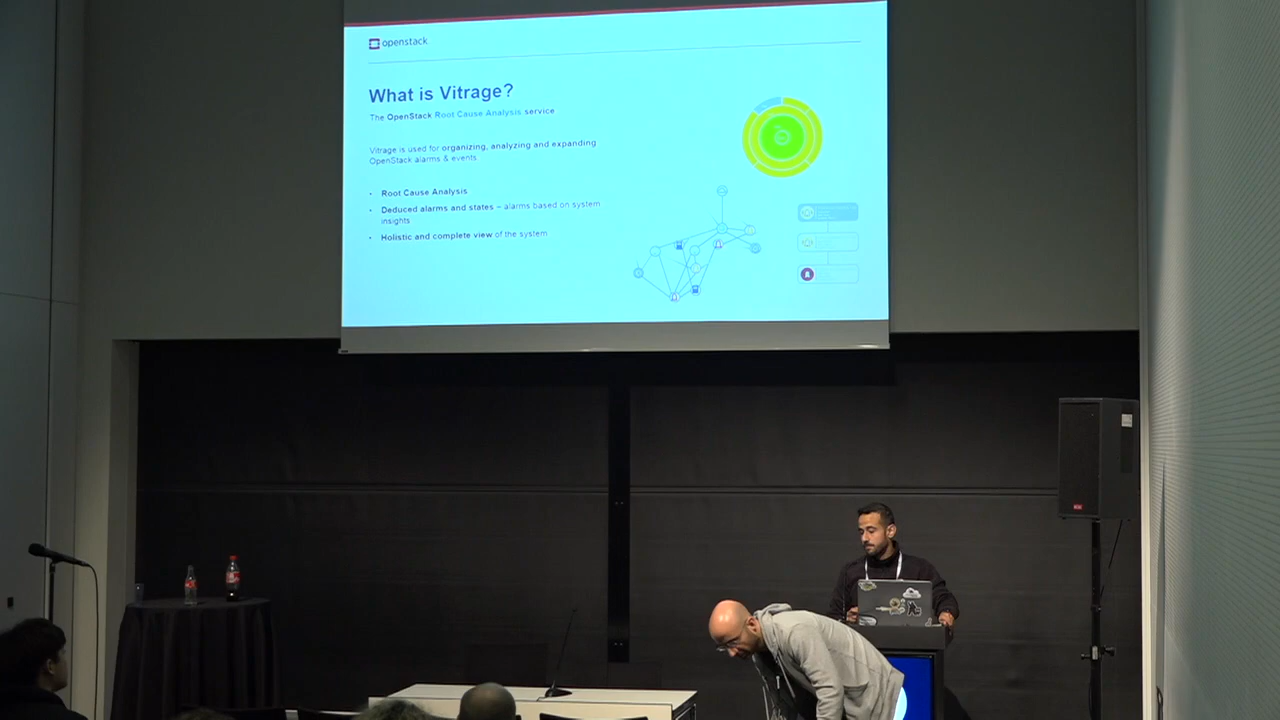 openstack
What is Vitrage?
The OpenStack Root Cause Analysis service
Vitrage is used for organizing, analyzing and expanding
OpenStack alarms & events
• Root Cause Analysis
• Deduced alarms and states – alarms based on system
insights
• Holistic and complete view of the system